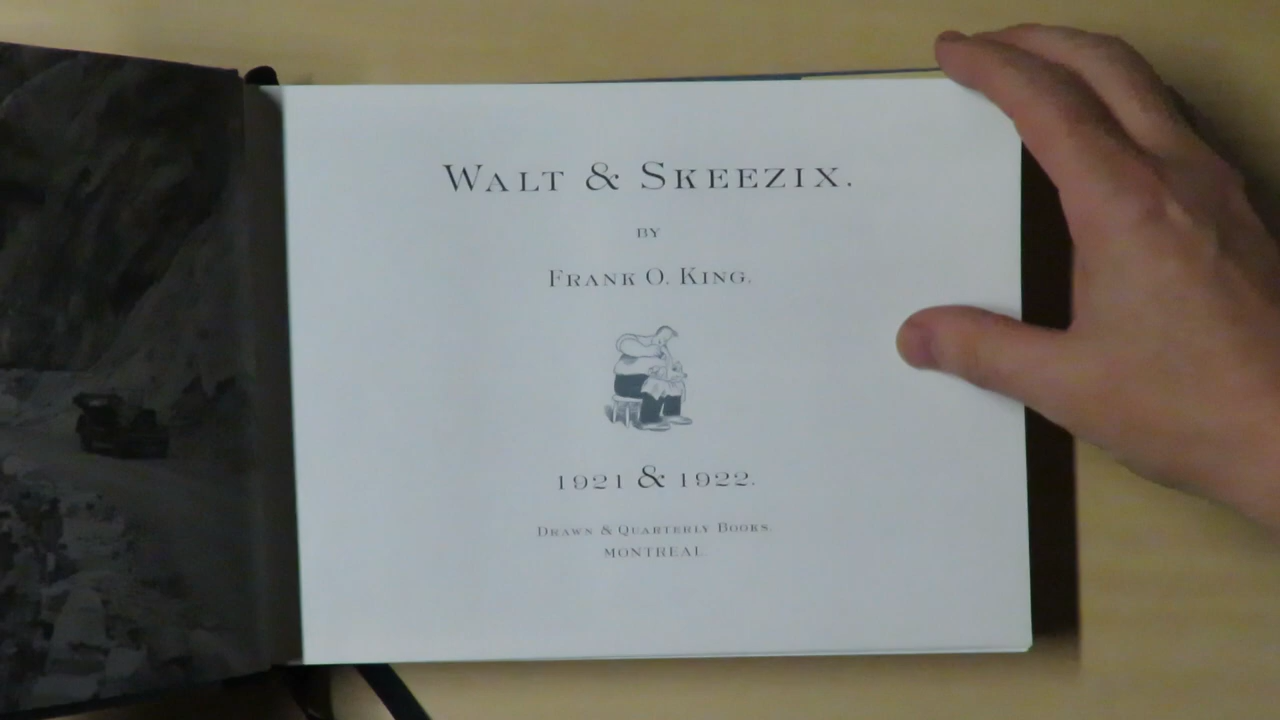 WALT & SKEEZIX.
BY
FRANK O. KING.
1921 & 1922.
DRAWN & QUARTERLY BOOKS.
MONTREAL.